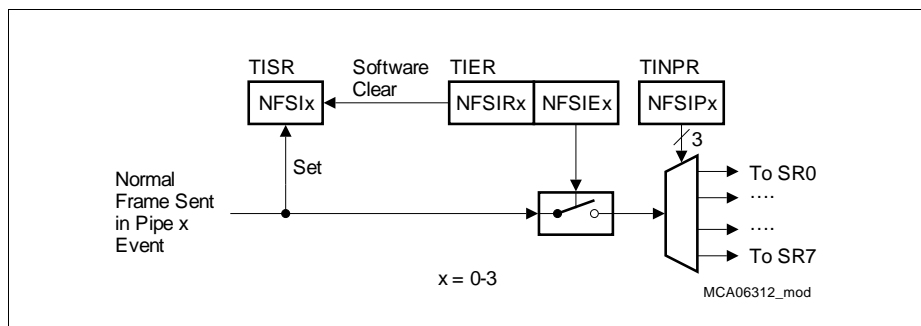 TISR
Software
Clear
TIER
TINPR
NFSIx
NFSIRx
NFSIEx
NFSIPx
3
Set
Normal
Frame Sent
in Pipe x
Event
To SR0
....
....
To SR7
x = 0-3
MCA06312_mod